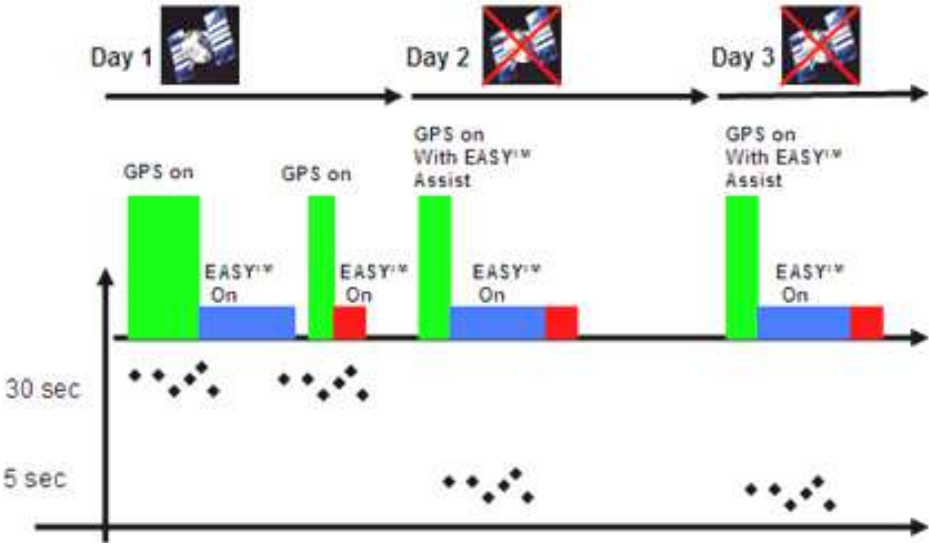 Day 1
Day 2
Day 3
GPS on
GPS on
GPS on
With EASY™
Assist
GPS on
With EASY™
Assist
EASY™
On
EASY™
On
EASY™
On
EASY™
On
30 sec
5 sec